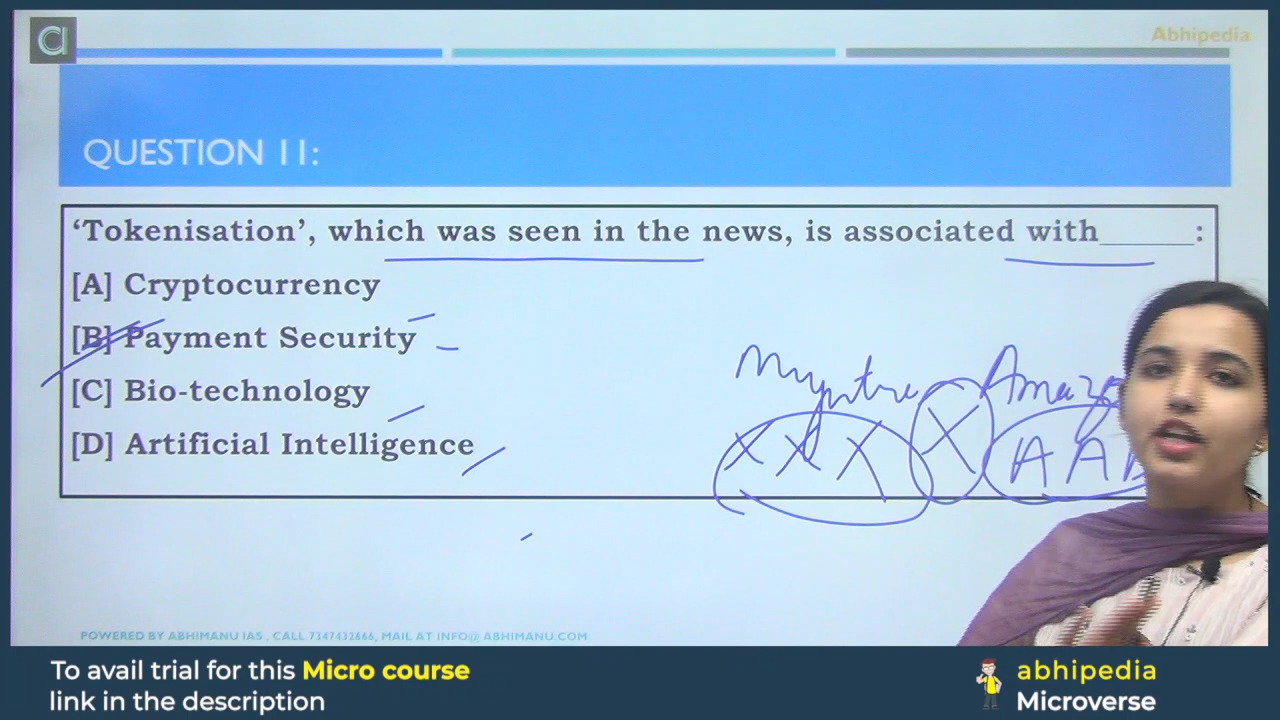 Abhipedia
QUESTION 11:
‘Tokenisation’, which was seen in the news, is associated with______:
[A] Cryptocurrency
[B] Payment Security
[C] Bio-technology
[D] Artificial Intelligence
Myntra Amazo
X X X X A A
POWERED BY ABHIMANU IAS , CALL 7347432666, MAIL AT INFO@ ABHIMANU.COM.
To avail trial for this Micro course
link in the description
abhipedia
Microverse